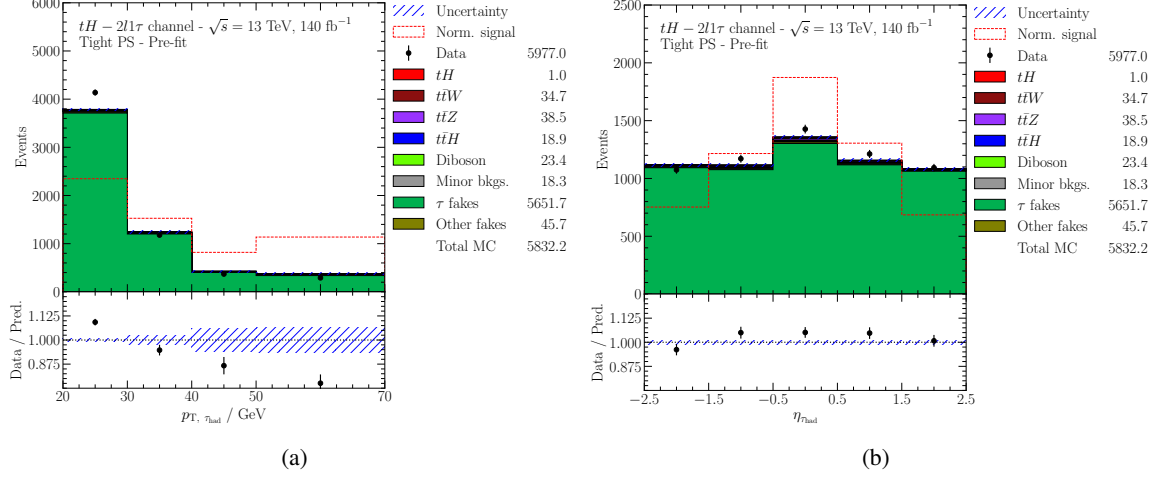 tH − 2l1τ channel - √s = 13 TeV, 140 fb⁻¹
Tight PS - Pre-fit
Events
6000
5000
4000
3000
2000
1000
0
Data / Pred.
1.125
1.000
0.875
20 30 40 50 60 70
p_T, τ_had / GeV
Uncertainty
Norm. signal
Data 5977.0
tH 1.0
tt̄W 34.7
tt̄Z 38.5
tt̄H 18.9
Diboson 23.4
Minor bkgs. 18.3
τ fakes 5651.7
Other fakes 45.7
Total MC 5832.2
(a)
tH − 2l1τ channel - √s = 13 TeV, 140 fb⁻¹
Tight PS - Pre-fit
Events
2500
2000
1500
1000
500
0
Data / Pred.
1.125
1.000
0.875
−2.5 −1.5 −0.5 0.5 1.5 2.5
η_τ_had
Uncertainty
Norm. signal
Data 5977.0
tH 1.0
tt̄W 34.7
tt̄Z 38.5
tt̄H 18.9
Diboson 23.4
Minor bkgs. 18.3
τ fakes 5651.7
Other fakes 45.7
Total MC 5832.2
(b)